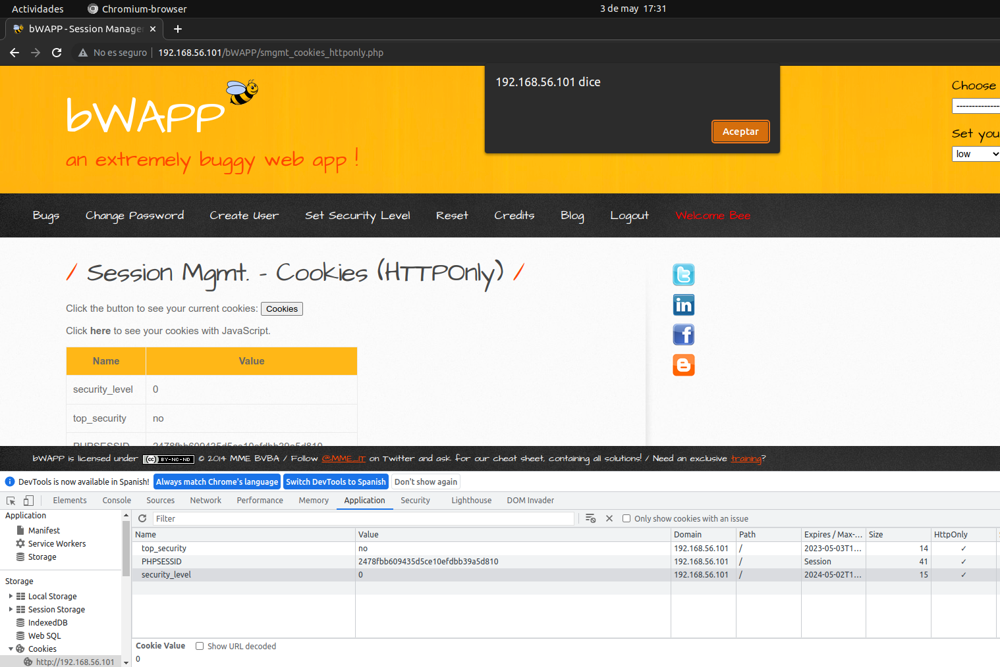 Actividades Chromium-browser 3 de may 17:31
bWAPP - Session Manage
No es seguro 192.168.56.101/bWAPP/smgmt_cookies_httponly.php
192.168.56.101 dice
Aceptar
bWAPP
an extremely buggy web app !
Choose
--------------
Set you
low
Bugs Change Password Create User Set Security Level Reset Credits Blog Logout Welcome Bee
/ Session Mgmt. - Cookies (HTTPOnly) /
Click the button to see your current cookies: Cookies
Click here to see your cookies with JavaScript.
Name Value
security_level 0
top_security no
PHPSESSID 2478fbb609435d5ce10efdbb39a5d810
bWAPP is licensed under cc BY-NC-ND © 2014 MME BVBA / Follow @MME_IT on Twitter and ask for our cheat sheet, containing all solutions! / Need an exclusive training?
DevTools is now available in Spanish! Always match Chrome's language Switch DevTools to Spanish Don't show again
Elements Console Sources Network Performance Memory Application Security Lighthouse DOM Invader
Application
Manifest
Service Workers
Storage
Storage
Local Storage
Session Storage
IndexedDB
Web SQL
Cookies
http://192.168.56.101
Filter Only show cookies with an issue
Name Value Domain Path Expires / Max-... Size HttpOnly
top_security no 192.168.56.101 / 2023-05-03T1... 14 ✓
PHPSESSID 2478fbb609435d5ce10efdbb39a5d810 192.168.56.101 / Session 41 ✓
security_level 0 192.168.56.101 / 2024-05-02T1... 15 ✓
Cookie Value Show URL decoded
0